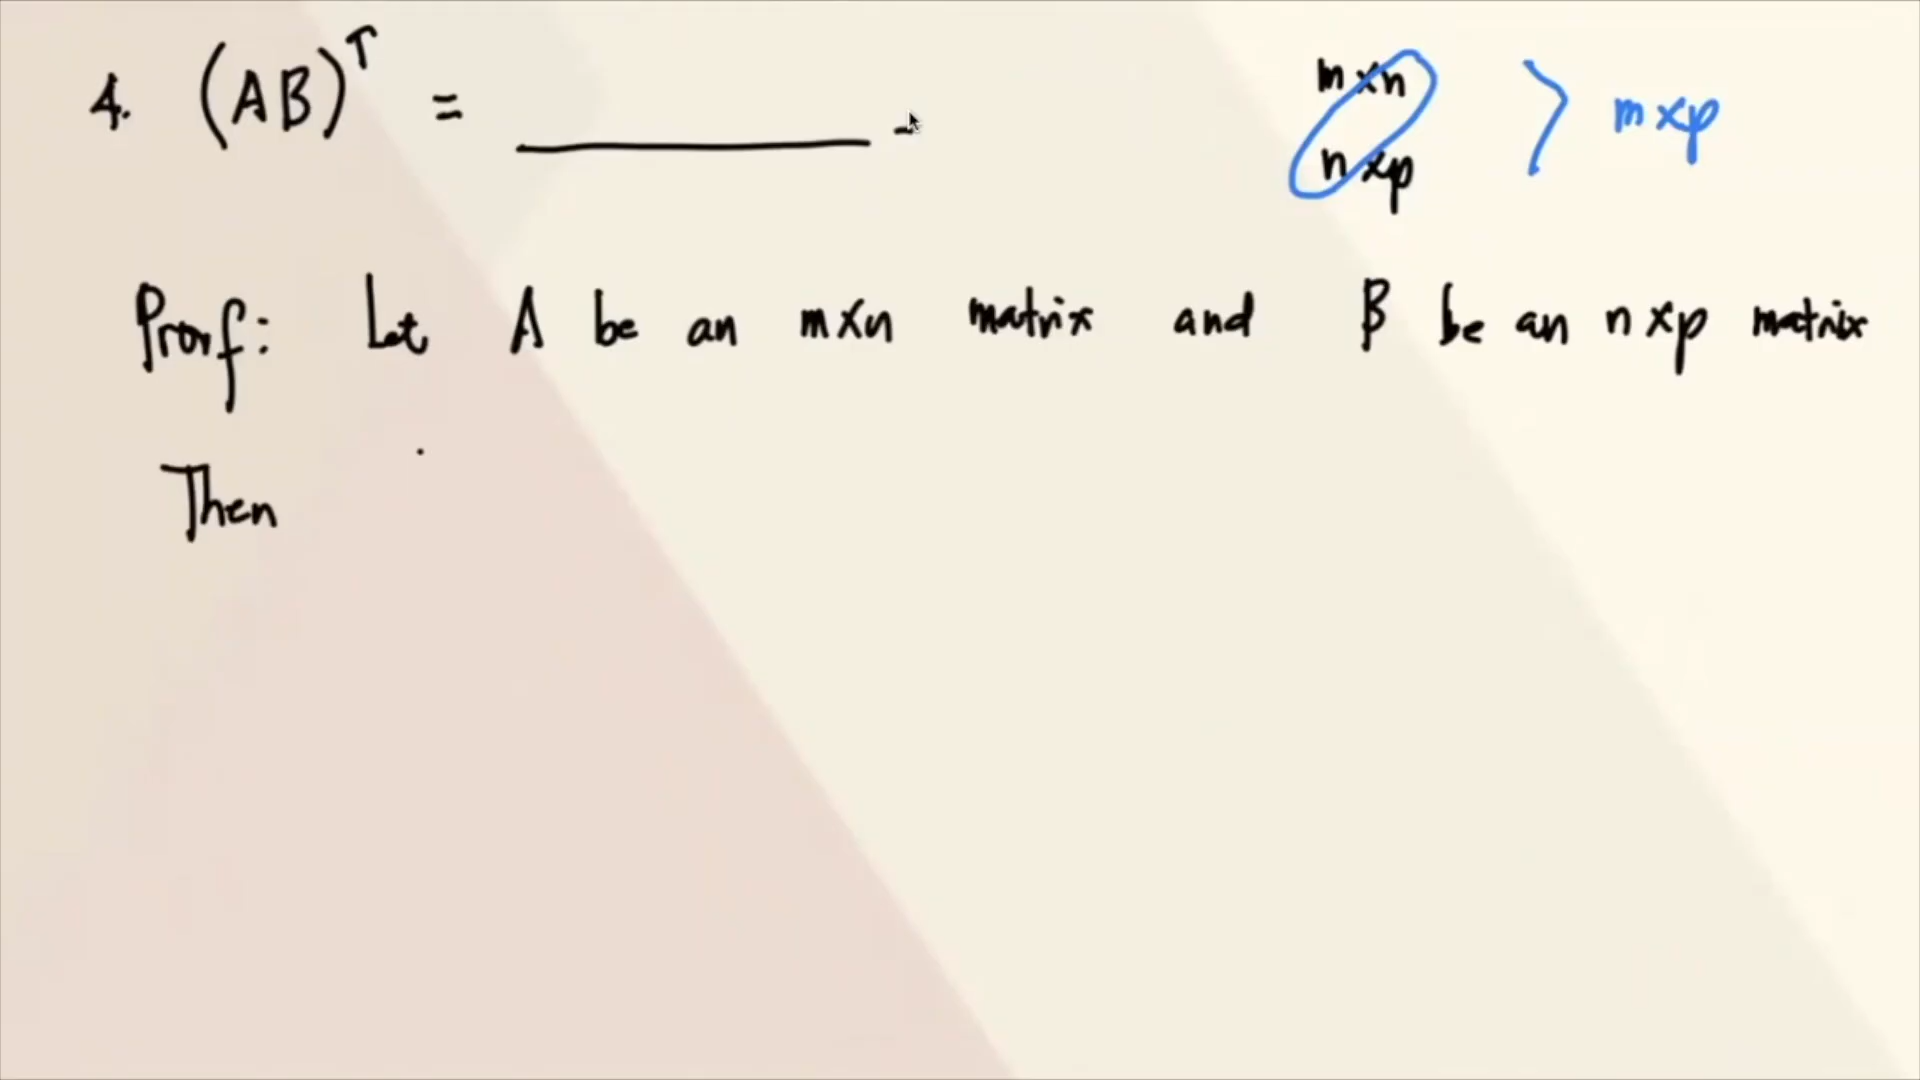 4. (AB)^T = ________.
m×n
n×p
> m×p
Proof: Let A be an m×n matrix and B be an n×p matrix
Then